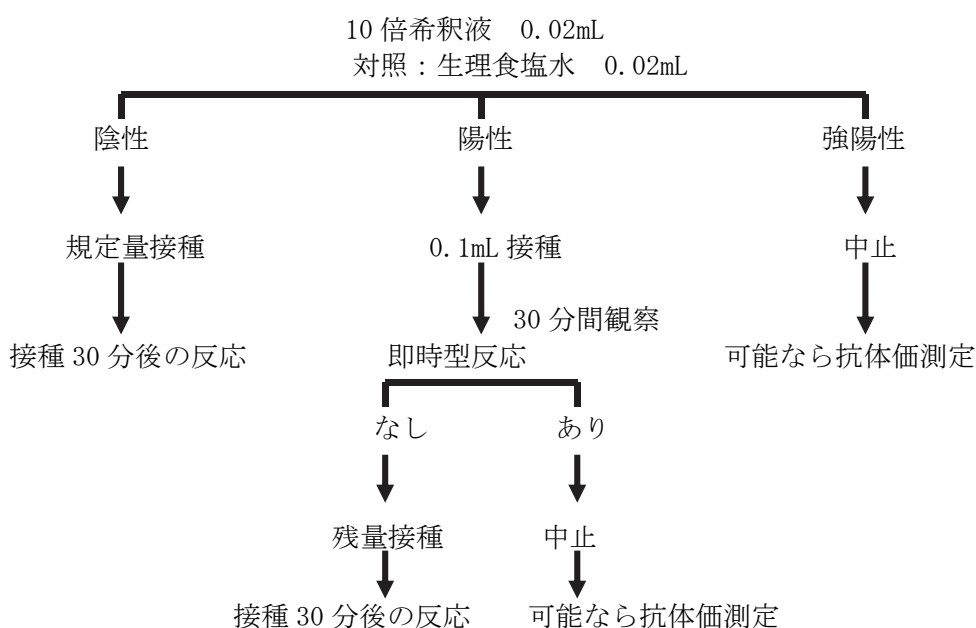 10倍希釈液　0.02mL
対照：生理食塩水　0.02mL
陰性　陽性　強陽性
規定量接種　0.1mL 接種　中止
30 分間観察
接種 30 分後の反応　即時型反応　可能なら抗体価測定
なし　あり
残量接種　中止
接種 30 分後の反応　可能なら抗体価測定